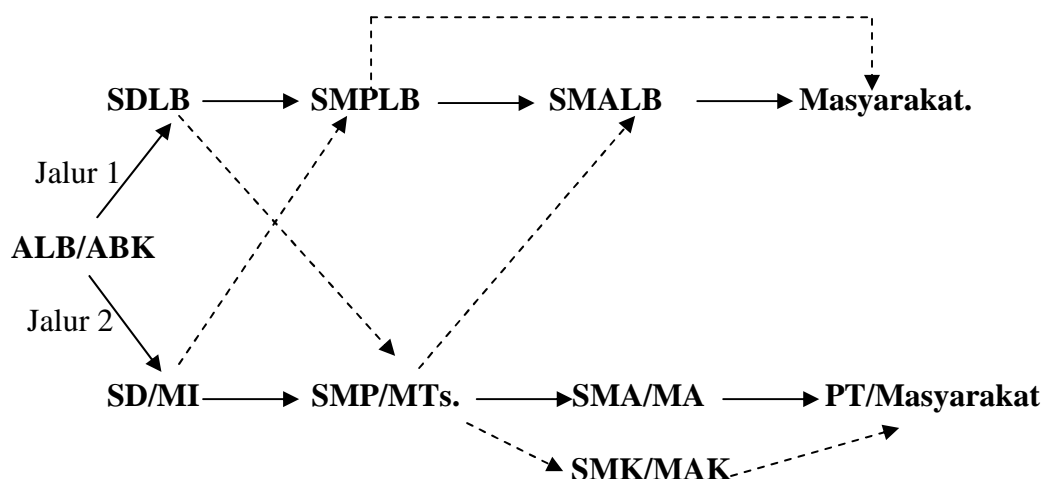 SDLB SMPLB SMALB Masyarakat.
Jalur 1
ALB/ABK
Jalur 2
SD/MI SMP/MTs. SMA/MA PT/Masyarakat
SMK/MAK